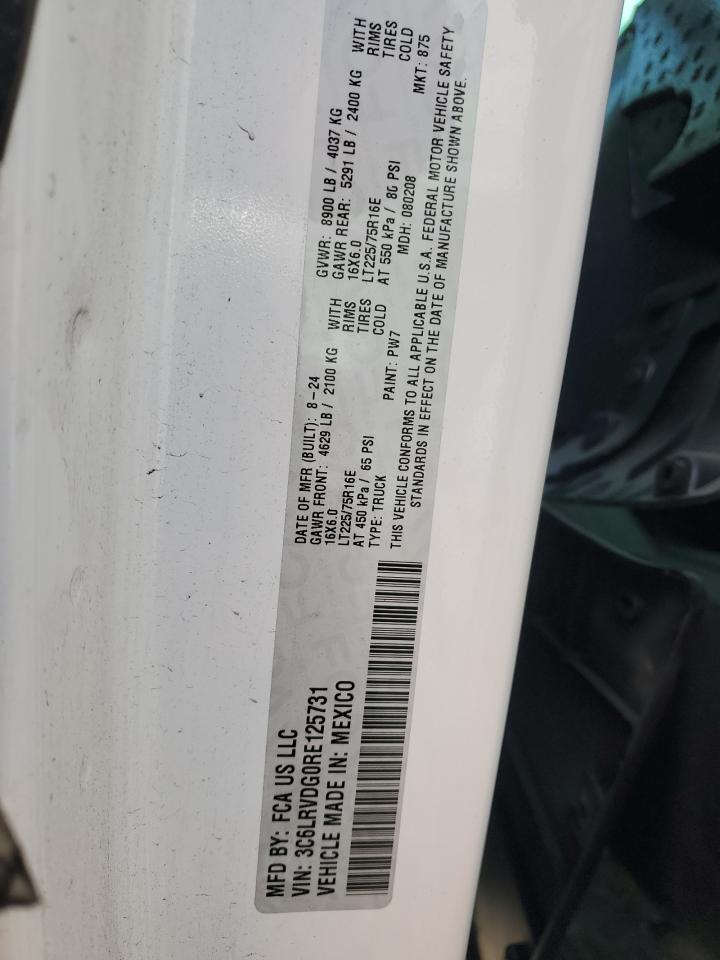 MFD BY: FCA US LLC
VIN: 3C6LRVDG0RE125731
VEHICLE MADE IN: MEXICO
DATE OF MFR (BUILT): 8-24 GVWR: 8900 LB / 4037 KG
GAWR FRONT: 4629 LB / 2100 KG WITH GAWR REAR: 5291 LB / 2400 KG WITH
16X6.0 RIMS 16X6.0 RIMS
LT225/75R16E TIRES LT225/75R16E TIRES
AT 450 kPa / 65 PSI COLD AT 550 kPa / 80 PSI COLD
TYPE: TRUCK PAINT: PW7 MDH: 080208 MKT: 875
THIS VEHICLE CONFORMS TO ALL APPLICABLE U.S.A. FEDERAL MOTOR VEHICLE SAFETY
STANDARDS IN EFFECT ON THE DATE OF MANUFACTURE SHOWN ABOVE.